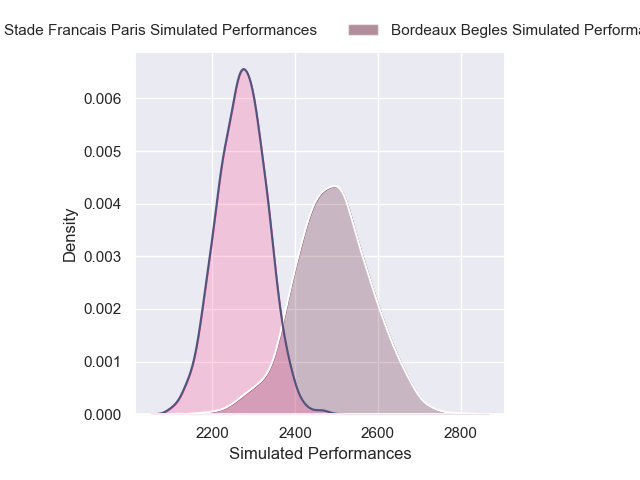 Stade Francais Paris Simulated Performances
Bordeaux Begles Simulated
0.006
0.005
0.004
0.003
0.002
0.001
0.000
Density
2200 2400 2600 2800
Simulated Performances